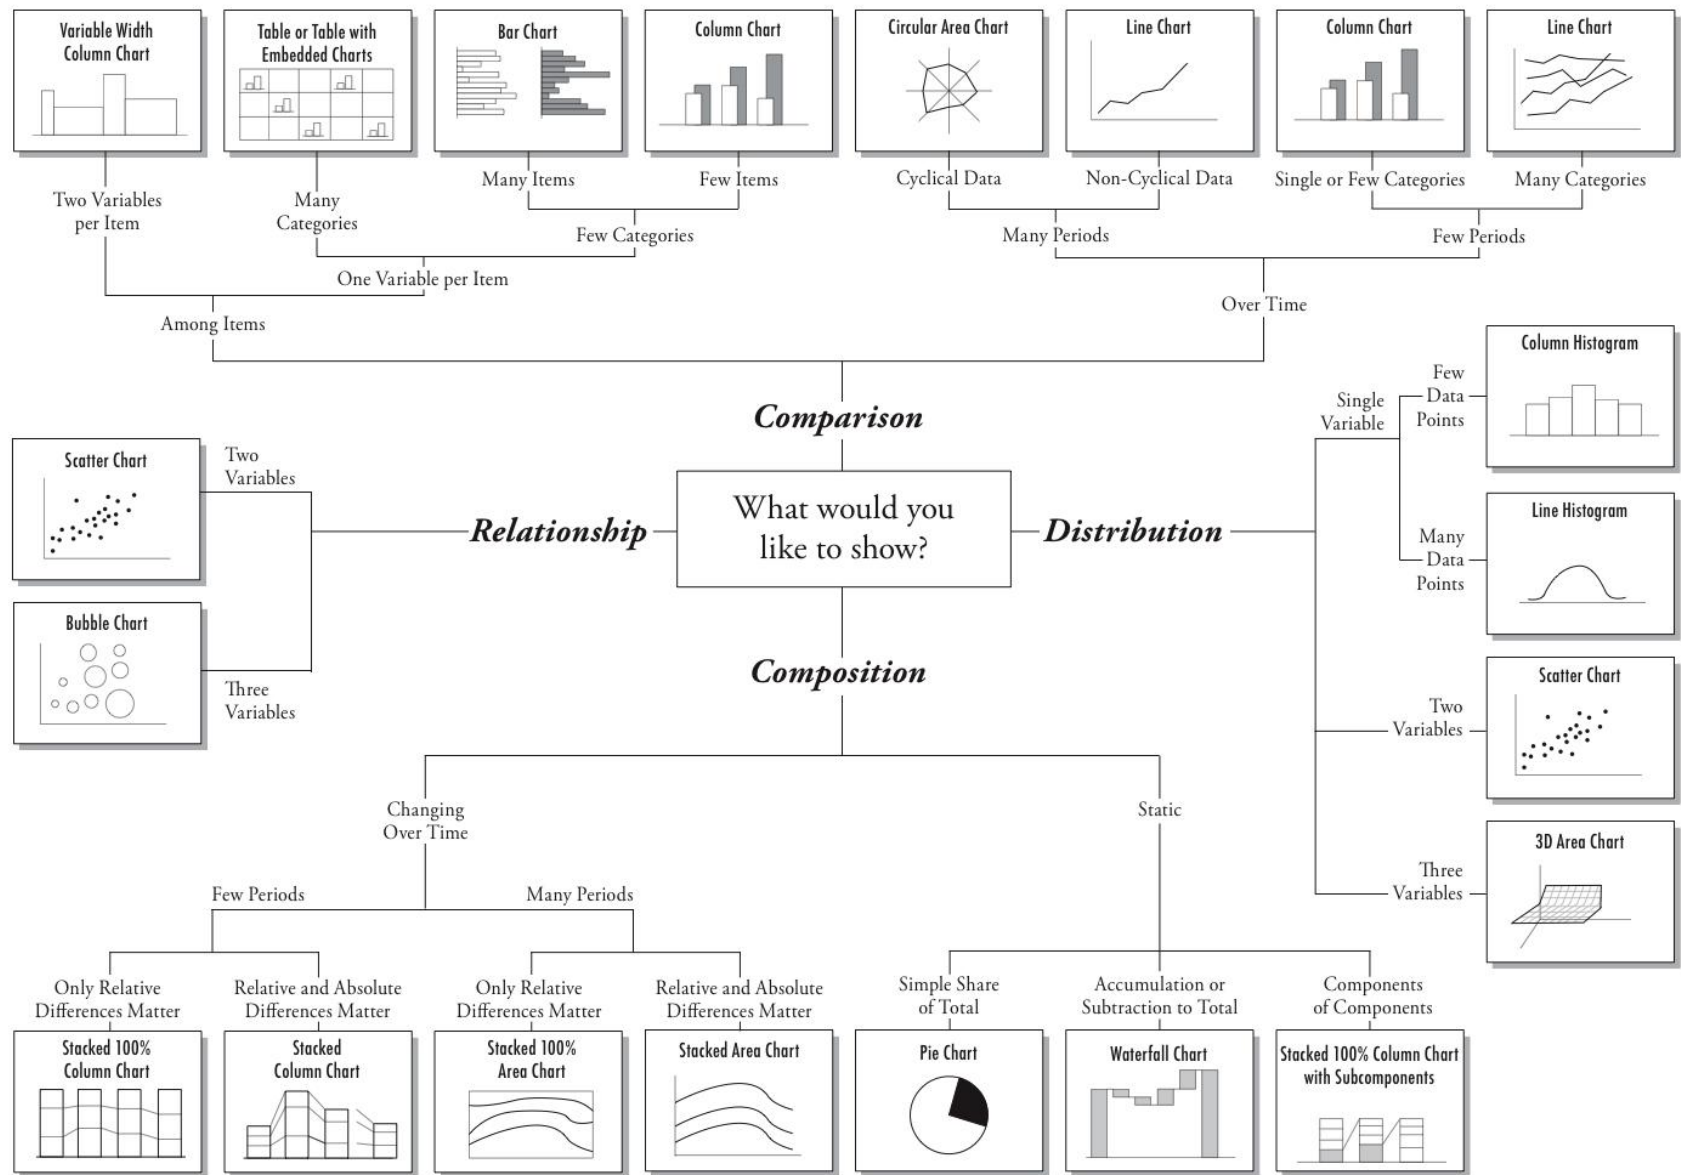 Variable Width
Column Chart
Table or Table with
Embedded Charts
Bar Chart
Column Chart
Circular Area Chart
Line Chart
Column Chart
Line Chart
Two Variables
per Item
Many
Categories
Many Items
Few Items
Cyclical Data
Non-Cyclical Data
Single or Few Categories
Many Categories
Few Categories
Many Periods
Few Periods
One Variable per Item
Among Items
Over Time
Comparison
Relationship
What would you
like to show?
Distribution
Composition
Scatter Chart
Two
Variables
Bubble Chart
Three
Variables
Single
Variable
Few
Data
Points
Column Histogram
Many
Data
Points
Line Histogram
Two
Variables
Scatter Chart
Three
Variables
3D Area Chart
Changing
Over Time
Static
Few Periods
Many Periods
Only Relative
Differences Matter
Relative and Absolute
Differences Matter
Only Relative
Differences Matter
Relative and Absolute
Differences Matter
Simple Share
of Total
Accumulation or
Subtraction to Total
Components
of Components
Stacked 100%
Column Chart
Stacked
Column Chart
Stacked 100%
Area Chart
Stacked Area Chart
Pie Chart
Waterfall Chart
Stacked 100% Column Chart
with Subcomponents